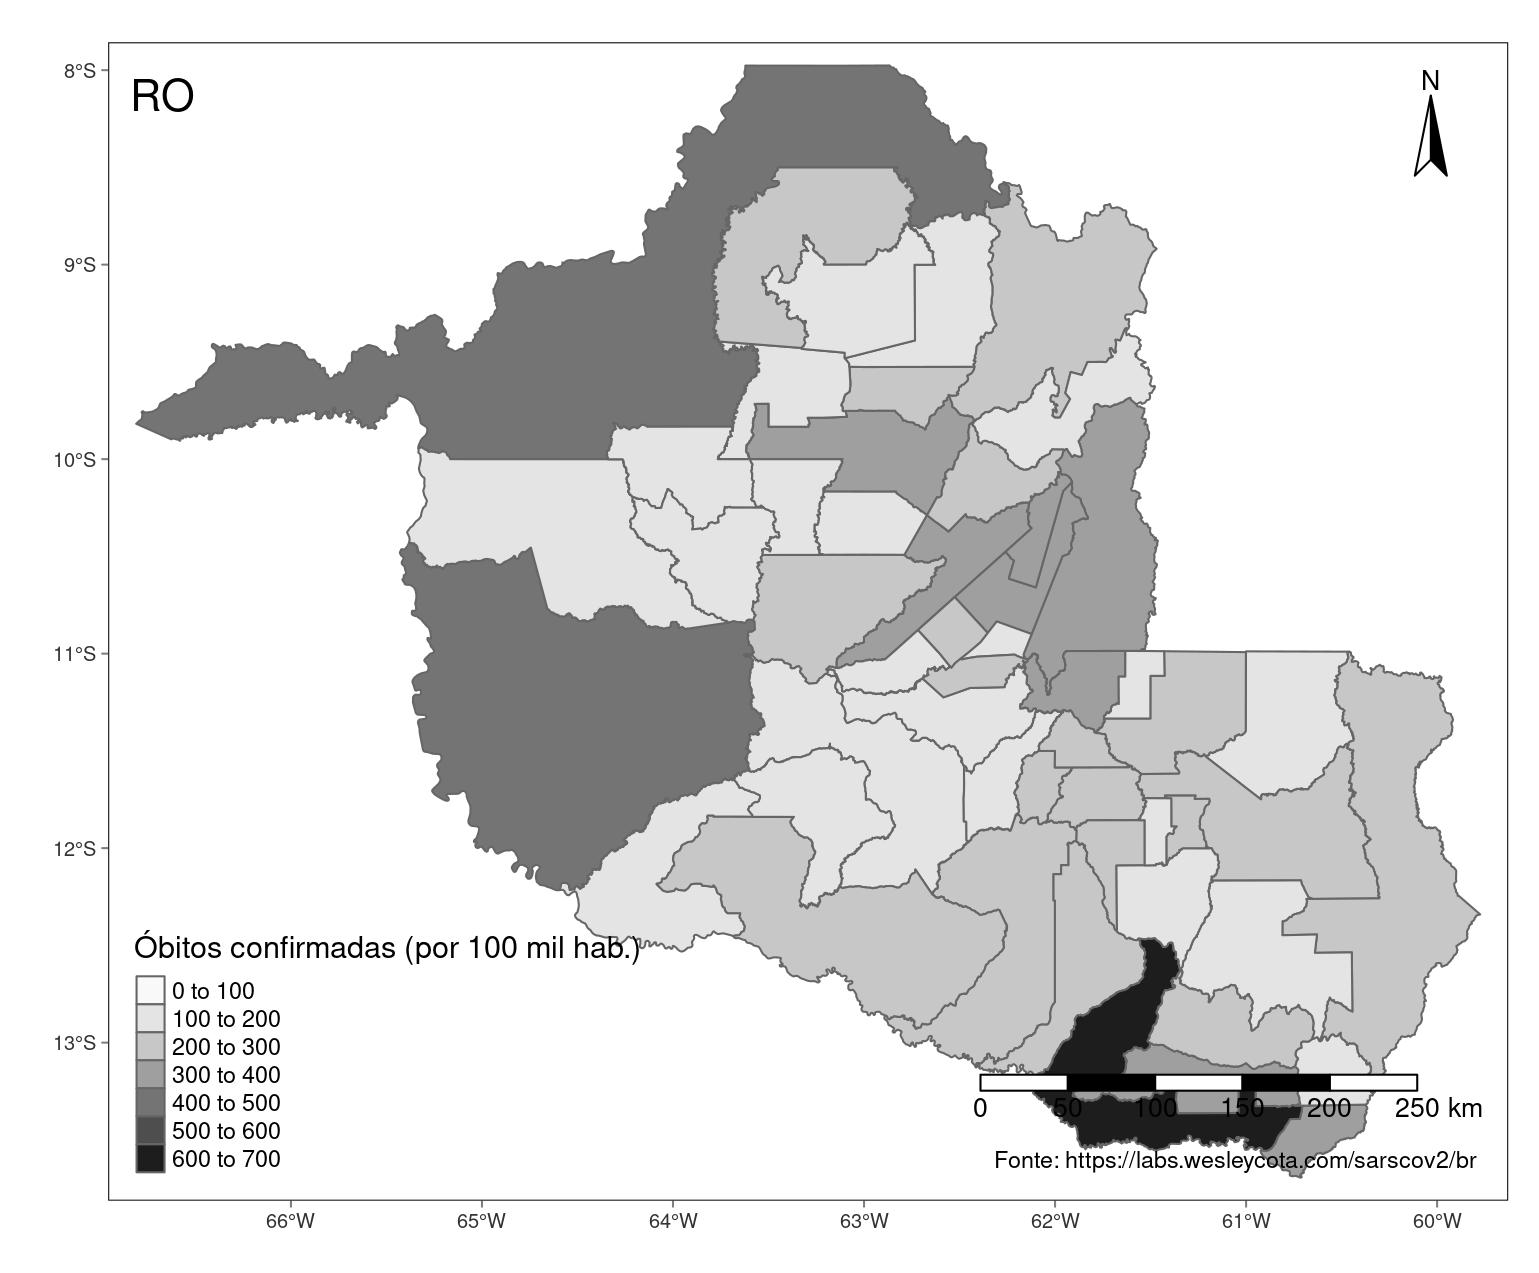 RO
N
8°S
9°S
10°S
11°S
12°S
13°S
Óbitos confirmadas (por 100 mil hab.)
0 to 100
100 to 200
200 to 300
300 to 400
400 to 500
500 to 600
600 to 700
0 50 100 150 200 250 km
Fonte: https://labs.wesleycota.com/sarscov2/br
66°W 65°W 64°W 63°W 62°W 61°W 60°W